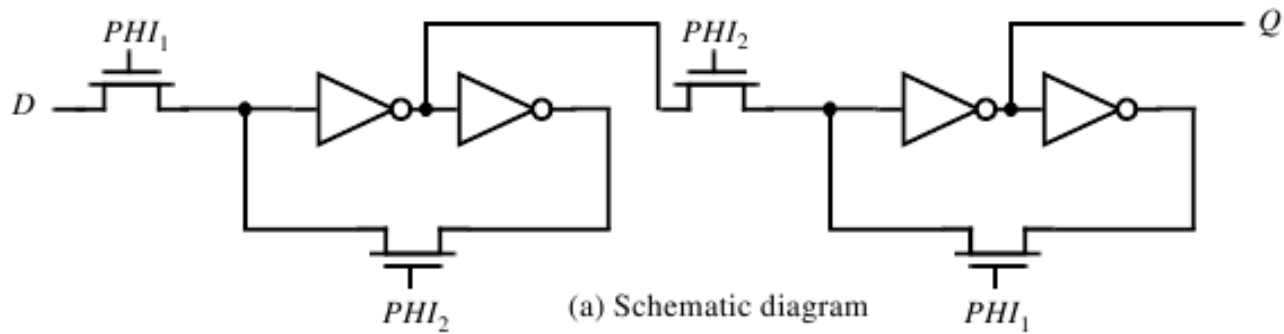 PHI₁
PHI₂
Q
D
PHI₂
(a) Schematic diagram
PHI₁